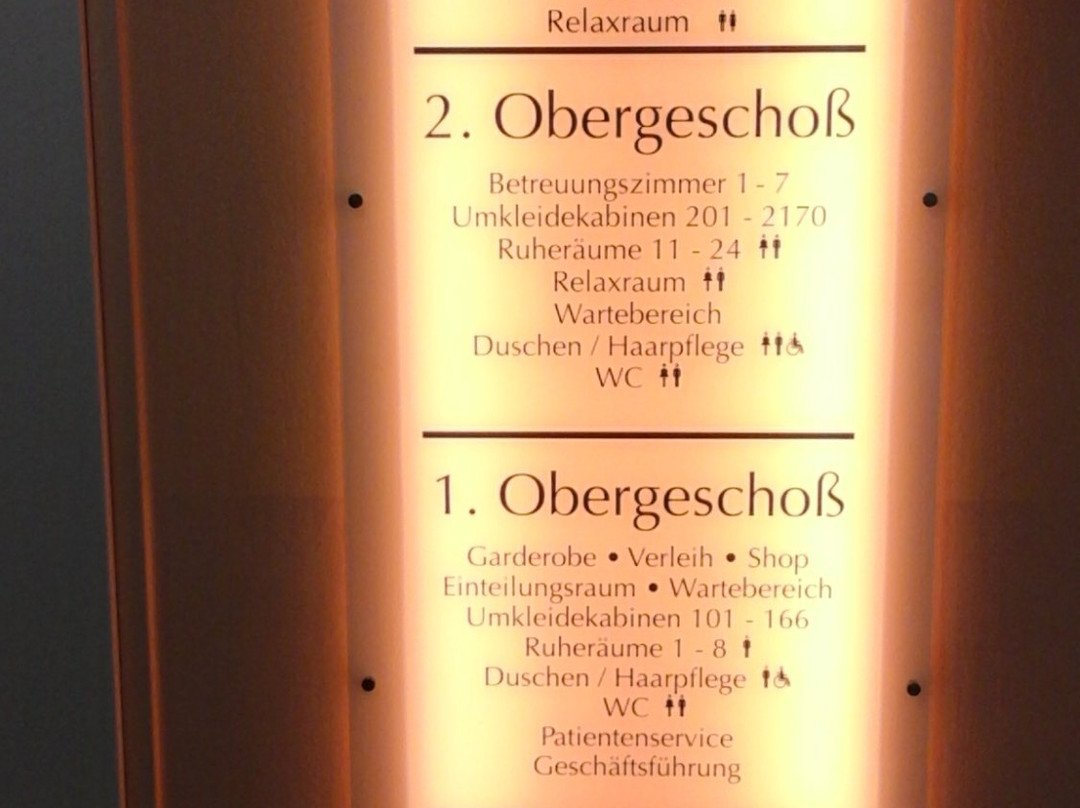 Relaxraum
2. Obergeschoß
Betreuungszimmer 1 - 7
Umkleidekabinen 201 - 2170
Ruheräume 11 - 24
Relaxraum
Wartebereich
Duschen / Haarpflege
WC
1. Obergeschoß
Garderobe • Verleih • Shop
Einteilungsraum • Wartebereich
Umkleidekabinen 101 - 166
Ruheräume 1 - 8
Duschen / Haarpflege
WC
Patientenservice
Geschäftsführung